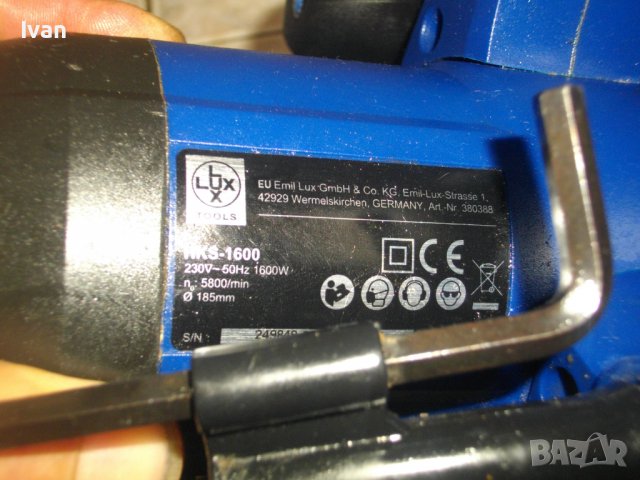 Ivan
LUX
TOOLS
EU Emil Lux GmbH & Co. KG, Emil-Lux-Strasse 1,
42929 Wermelskirchen, GERMANY, Art.-Nr. 380388
HKS-1600
230V~50Hz 1600W
n₀: 5800/min
Ø 185mm
CE
S/N
BAZAR